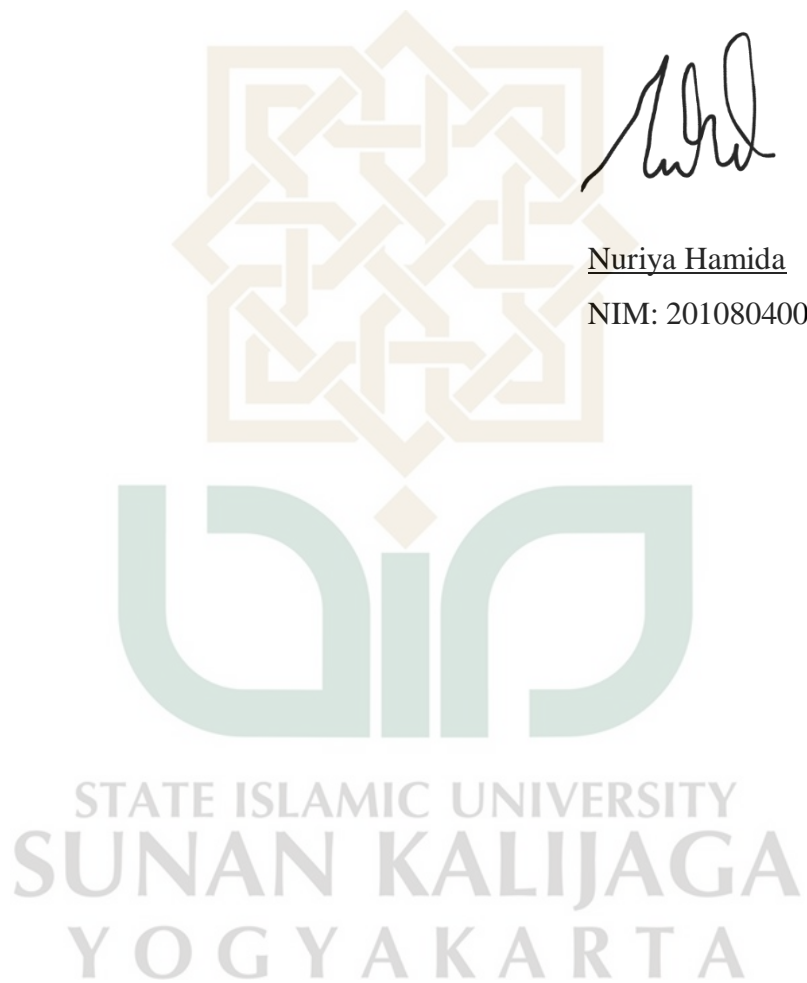 Nuriya Hamida
NIM: 201080400
STATE ISLAMIC UNIVERSITY
SUNAN KALIJAGA
YOGYAKARTA